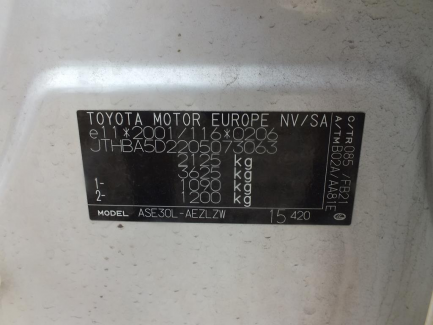 TOYOTA MOTOR EUROPE NV/SA
e11*2001/116*0206
JTHBA5D2205073063
2125 kg
3625 kg
1- 1090 kg
2- 1200 kg
MODEL ASE30L-AEZLZW 15 420
C/TR 085/FB21
A/TM B02A/AA81E